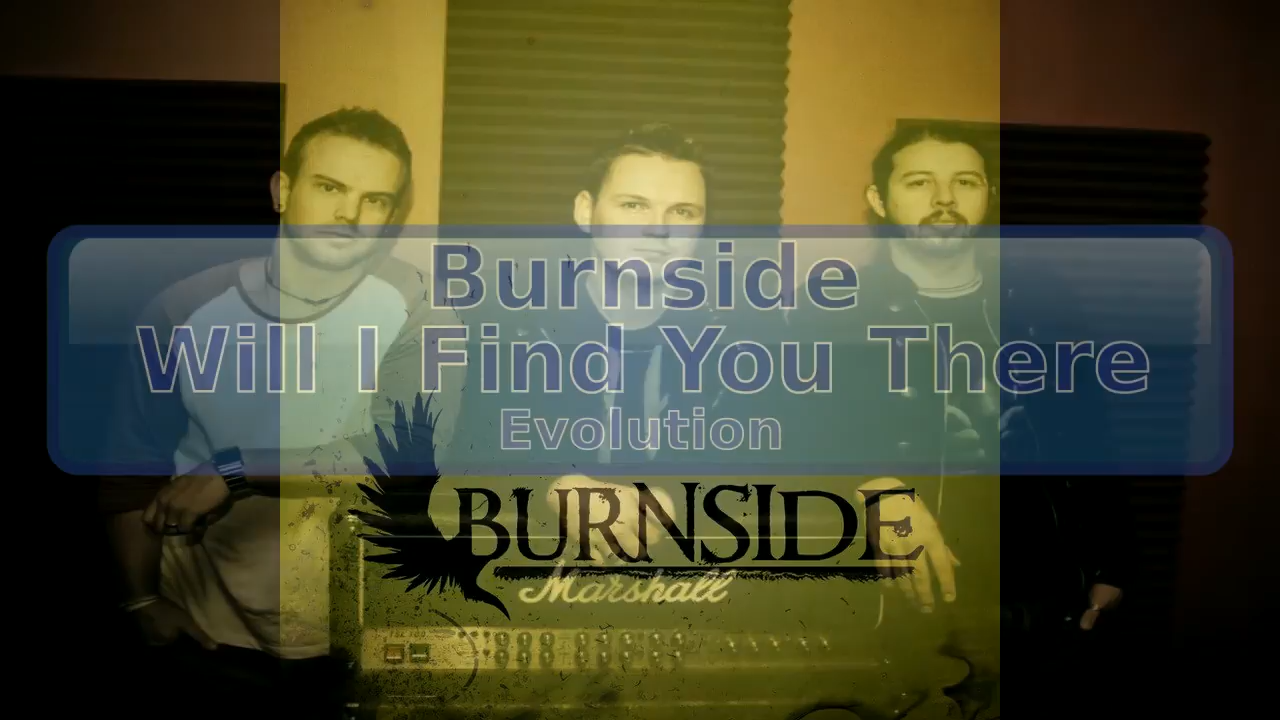 Burnside
Will I Find You There
Evolution
BURNSIDE
Marshall